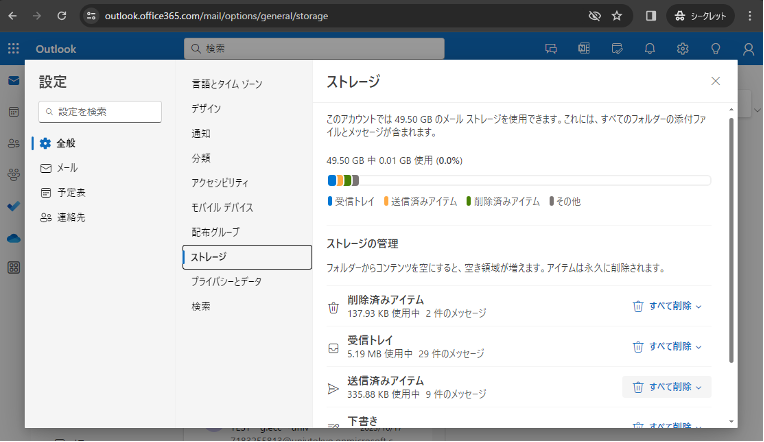 outlook.office365.com/mail/options/general/storage
シークレット
Outlook
検索
設定
設定を検索
全般
メール
予定表
連絡先
言語とタイム ゾーン
デザイン
通知
分類
アクセシビリティ
モバイル デバイス
配布グループ
ストレージ
プライバシーとデータ
検索
ストレージ
このアカウントでは 49.50 GB のメール ストレージを使用できます。これには、すべてのフォルダーの添付ファ
イルとメッセージが含まれます。
49.50 GB 中 0.01 GB 使用 (0.0%)
受信トレイ 送信済みアイテム 削除済みアイテム その他
ストレージの管理
フォルダーからコンテンツを空にすると、空き領域が増えます。アイテムは永久に削除されます。
削除済みアイテム
137.93 KB 使用中 2 件のメッセージ
すべて削除
受信トレイ
5.19 MB 使用中 29 件のメッセージ
すべて削除
送信済みアイテム
335.88 KB 使用中 9 件のメッセージ
すべて削除
下書き